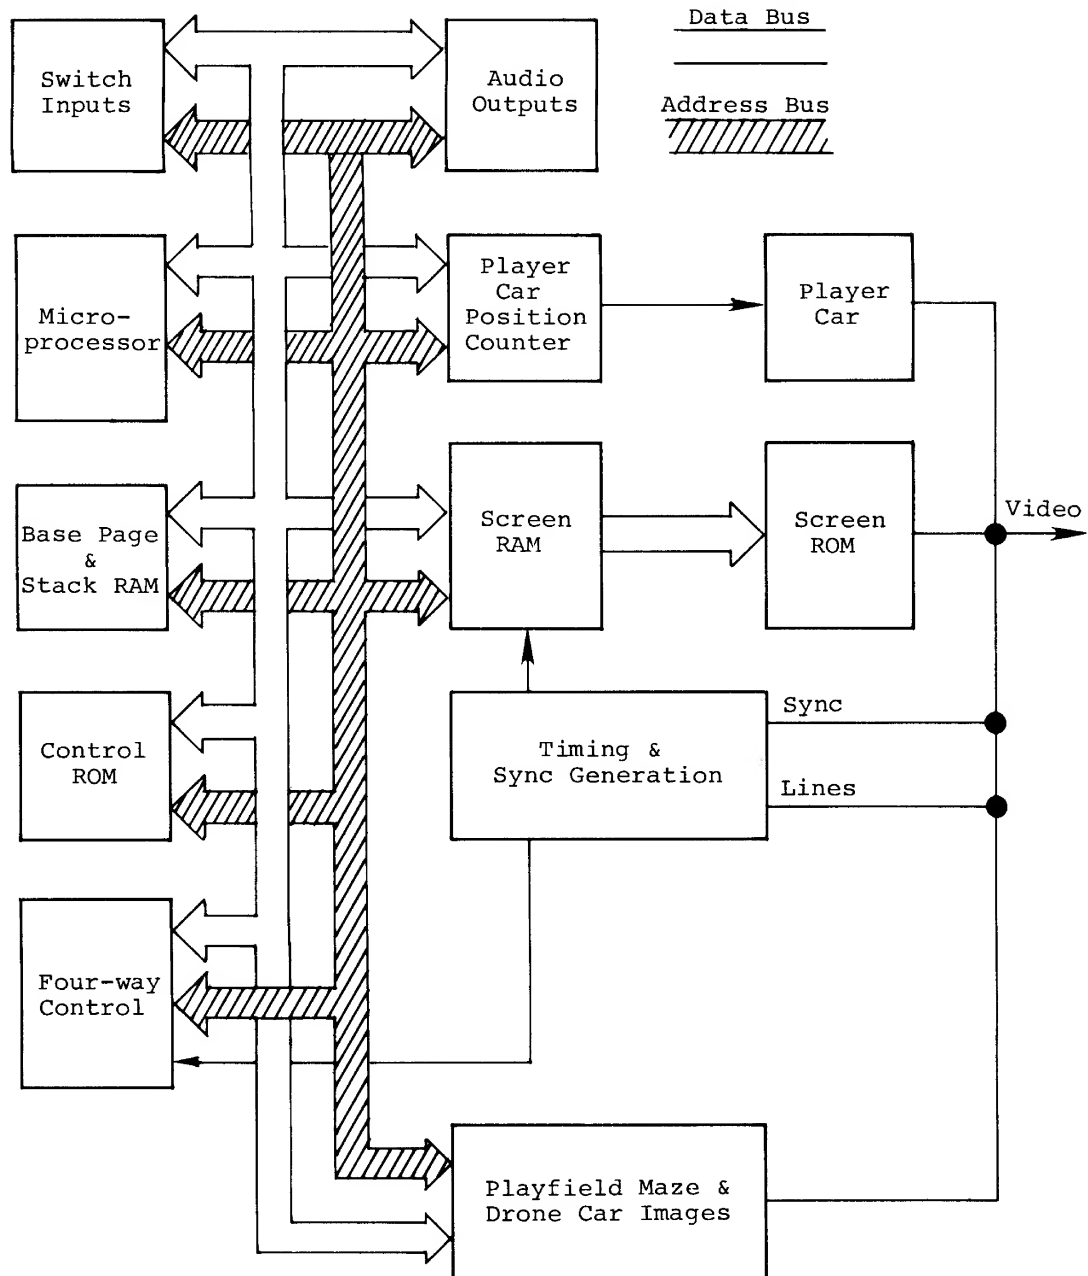 Data Bus
Switch
Inputs
Audio
Outputs
Address Bus
Micro-
processor
Player
Car
Position
Counter
Player
Car
Base Page
&
Stack RAM
Screen
RAM
Screen
ROM
Video
Control
ROM
Timing &
Sync Generation
Sync
Lines
Four-way
Control
Playfield Maze &
Drone Car Images